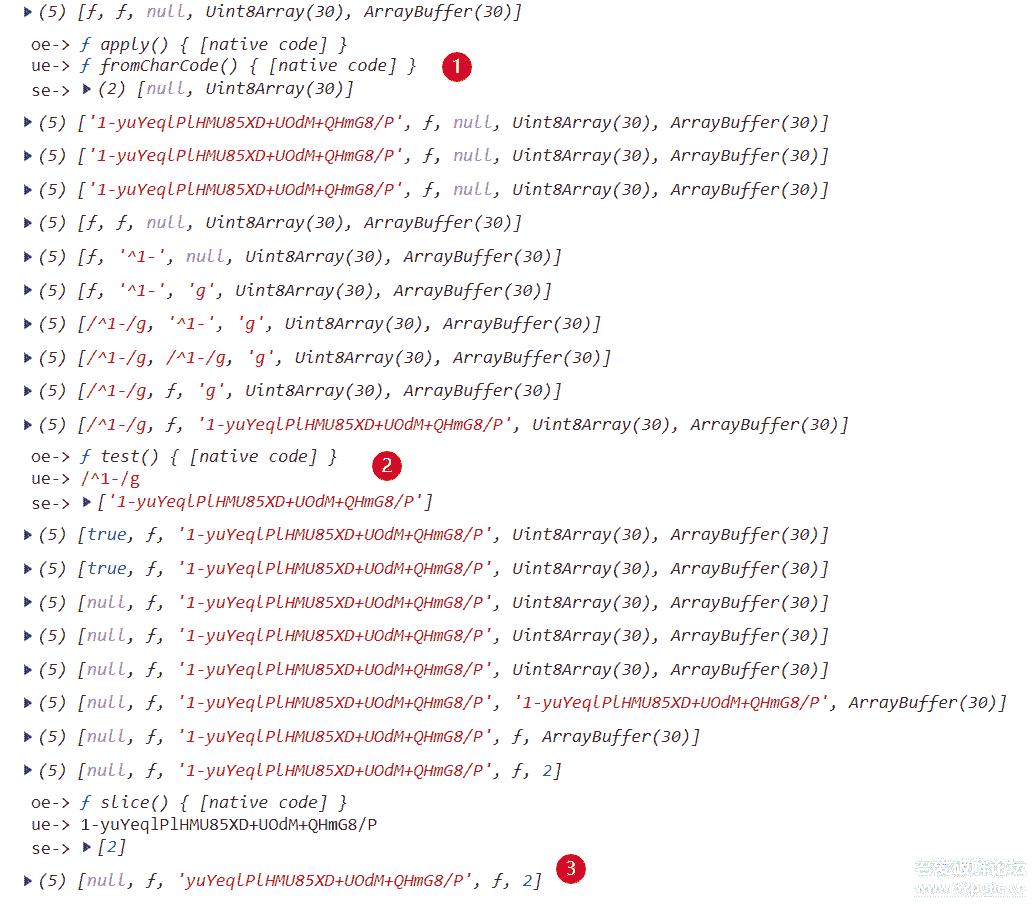 ▶ (5) [f, f, null, Uint8Array(30), ArrayBuffer(30)]
oe-> f apply() { [native code] }
ue-> f fromCharCode() { [native code] }
1
se-> ▶ (2) [null, Uint8Array(30)]
▶ (5) ['1-yuYeqlPlHMU85XD+UOdM+QHmG8/P', f, null, Uint8Array(30), ArrayBuffer(30)]
▶ (5) ['1-yuYeqlPlHMU85XD+UOdM+QHmG8/P', f, null, Uint8Array(30), ArrayBuffer(30)]
▶ (5) ['1-yuYeqlPlHMU85XD+UOdM+QHmG8/P', f, null, Uint8Array(30), ArrayBuffer(30)]
▶ (5) [f, f, null, Uint8Array(30), ArrayBuffer(30)]
▶ (5) [f, '^1-', null, Uint8Array(30), ArrayBuffer(30)]
▶ (5) [f, '^1-', 'g', Uint8Array(30), ArrayBuffer(30)]
▶ (5) [/^1-/g, '^1-', 'g', Uint8Array(30), ArrayBuffer(30)]
▶ (5) [/^1-/g, /^1-/g, 'g', Uint8Array(30), ArrayBuffer(30)]
▶ (5) [/^1-/g, f, 'g', Uint8Array(30), ArrayBuffer(30)]
▶ (5) [/^1-/g, f, '1-yuYeqlPlHMU85XD+UOdM+QHmG8/P', Uint8Array(30), ArrayBuffer(30)]
oe-> f test() { [native code] }
2
ue-> /^1-/g
se-> ▶ ['1-yuYeqlPlHMU85XD+UOdM+QHmG8/P']
▶ (5) [true, f, '1-yuYeqlPlHMU85XD+UOdM+QHmG8/P', Uint8Array(30), ArrayBuffer(30)]
▶ (5) [true, f, '1-yuYeqlPlHMU85XD+UOdM+QHmG8/P', Uint8Array(30), ArrayBuffer(30)]
▶ (5) [null, f, '1-yuYeqlPlHMU85XD+UOdM+QHmG8/P', Uint8Array(30), ArrayBuffer(30)]
▶ (5) [null, f, '1-yuYeqlPlHMU85XD+UOdM+QHmG8/P', Uint8Array(30), ArrayBuffer(30)]
▶ (5) [null, f, '1-yuYeqlPlHMU85XD+UOdM+QHmG8/P', Uint8Array(30), ArrayBuffer(30)]
▶ (5) [null, f, '1-yuYeqlPlHMU85XD+UOdM+QHmG8/P', '1-yuYeqlPlHMU85XD+UOdM+QHmG8/P', ArrayBuffer(30)]
▶ (5) [null, f, '1-yuYeqlPlHMU85XD+UOdM+QHmG8/P', f, ArrayBuffer(30)]
▶ (5) [null, f, '1-yuYeqlPlHMU85XD+UOdM+QHmG8/P', f, 2]
oe-> f slice() { [native code] }
ue-> 1-yuYeqlPlHMU85XD+UOdM+QHmG8/P
se-> ▶ [2]
3
▶ (5) [null, f, 'yuYeqlPlHMU85XD+UOdM+QHmG8/P', f, 2]
吾爱破解论坛
www.52pojie.cn